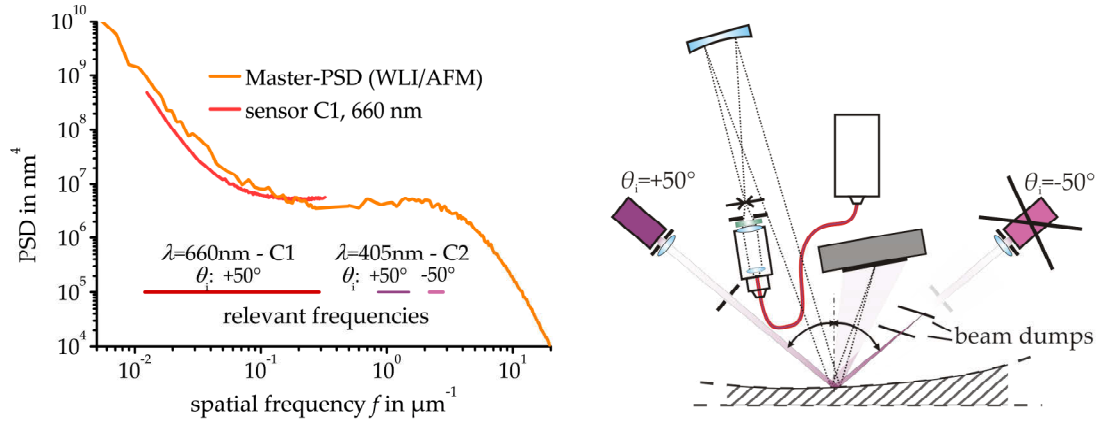 10^10
10^9
10^8
10^7
10^6
10^5
10^4
PSD in nm^4
Master-PSD (WLI/AFM)
sensor C1, 660 nm
λ=660nm - C1
θi: +50°
λ=405nm - C2
θi: +50° -50°
relevant frequencies
10^-2 10^-1 10^0 10^1
spatial frequency f in μm^-1
θi=+50°
θi=-50°
beam dumps